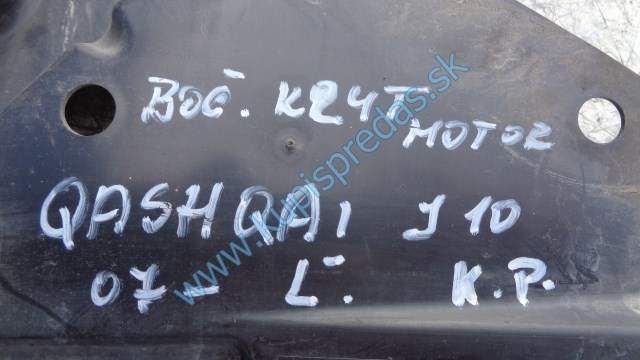 BOČ. KRYT
MOTOR
QASHQAI J10
07- Ľ. K.P.
www.kupispredas.sk